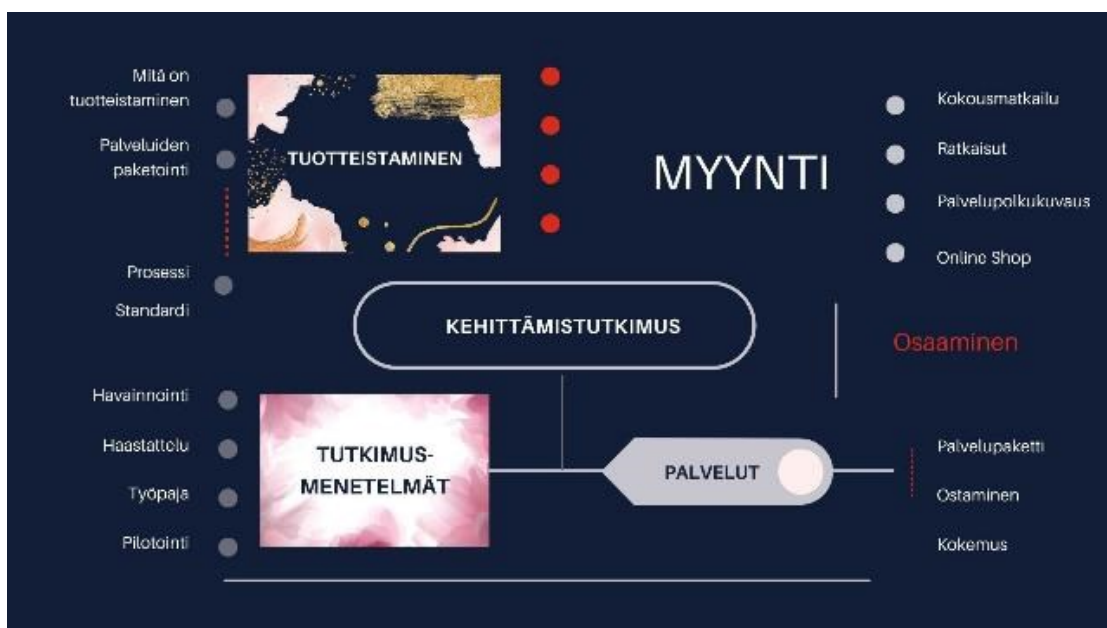 Mitä on
tuotteistaminen
Palveluiden
paketointi
Prosessi
Standardi
TUOTTEISTAMINEN
MYYNTI
Kokousmatkailu
Ratkaisut
Palvelupolkukuvaus
Online Shop
KEHITTÄMISTUTKIMUS
Osaaminen
Havainnointi
Haastattelu
Työpaja
Pilotointi
TUTKIMUS-
MENETELMÄT
PALVELUT
Palvelupaketti
Ostaminen
Kokemus